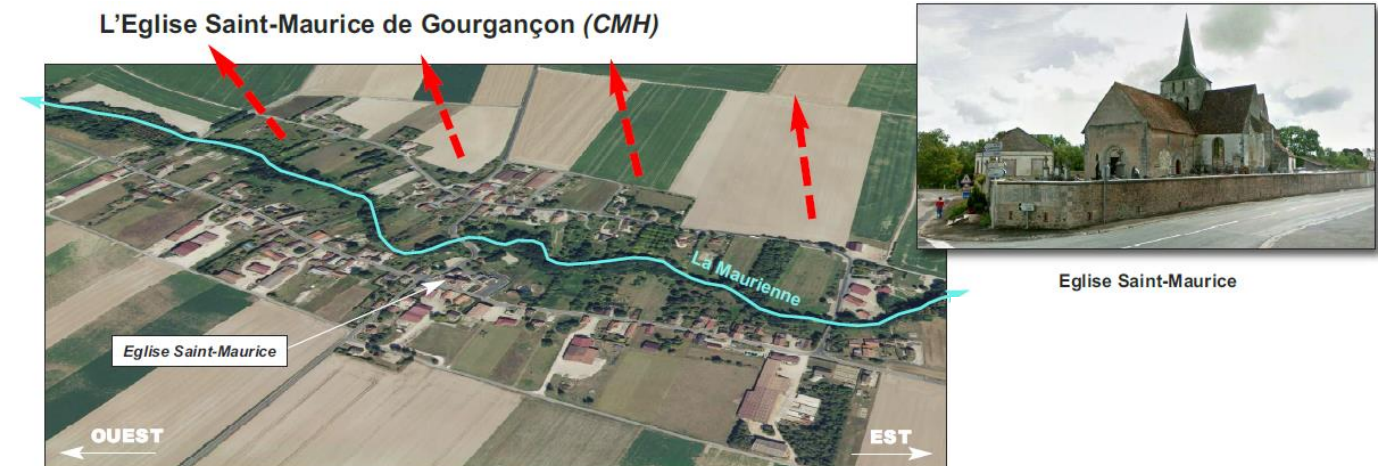 L'Eglise Saint-Maurice de Gourgançon (CMH)
La Maurienne
Eglise Saint-Maurice
Eglise Saint-Maurice
OUEST
EST